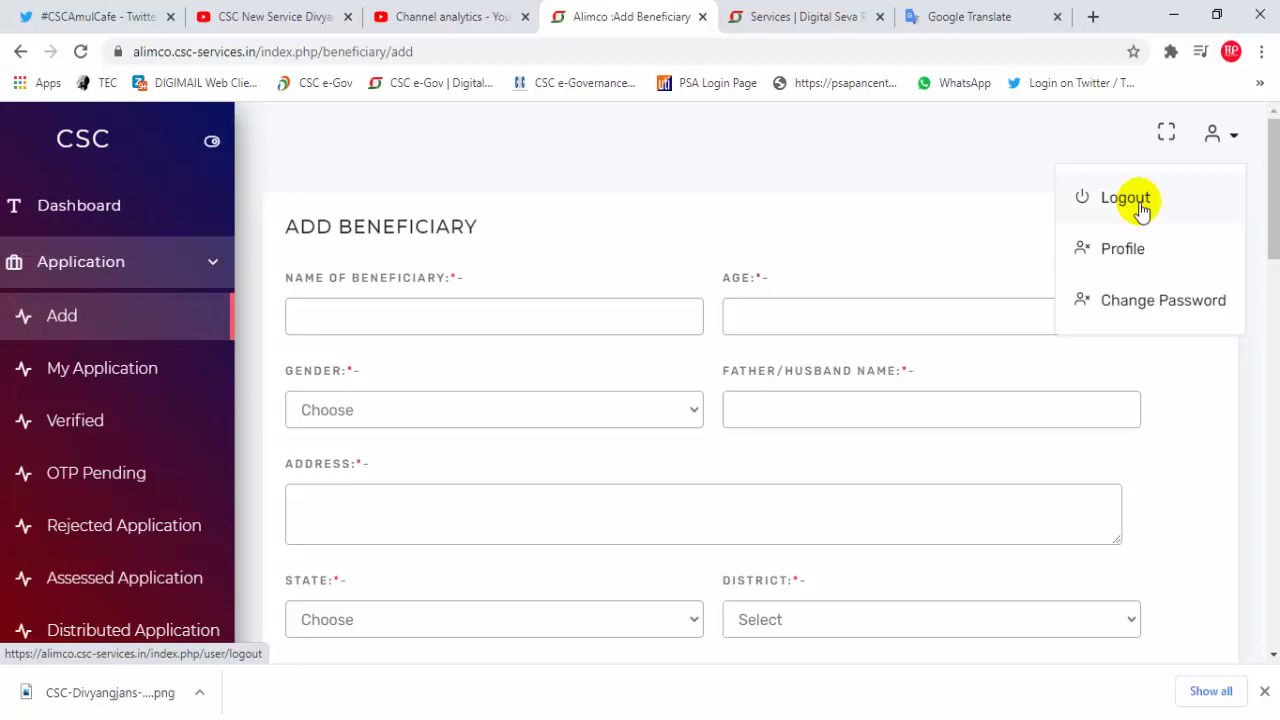 #CSCAmulCafe - Twitte
CSC New Service Divya
Channel analytics - You
Alimco :Add Beneficiary
Services | Digital Seva P
Google Translate
alimco.csc-services.in/index.php/beneficiary/add
Apps
TEC
DIGIMAIL Web Clie...
CSC e-Gov
CSC e-Gov | Digital...
CSC e-Governance...
PSA Login Page
https://psapancent...
WhatsApp
Login on Twitter / T...
»
CSC
Dashboard
Application
Add
My Application
Verified
OTP Pending
Rejected Application
Assessed Application
Distributed Application
Logout
Profile
Change Password
ADD BENEFICIARY
NAME OF BENEFICIARY:*-
AGE:*-
GENDER:*-
FATHER/HUSBAND NAME:*-
Choose
ADDRESS:*-
STATE:*-
DISTRICT:*-
Choose
Select
https://alimco.csc-services.in/index.php/user/logout
CSC-Divyangjans-....png
Show all